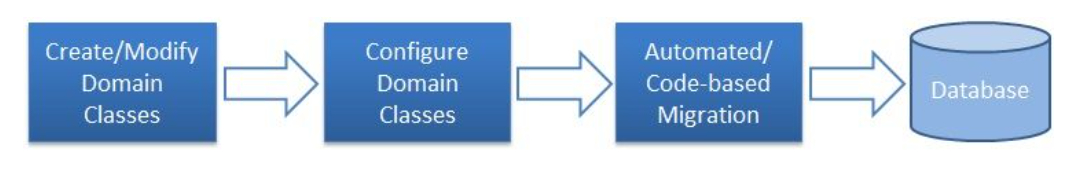 Create/Modify
Domain
Classes
Configure
Domain
Classes
Automated/
Code-based
Migration
Database